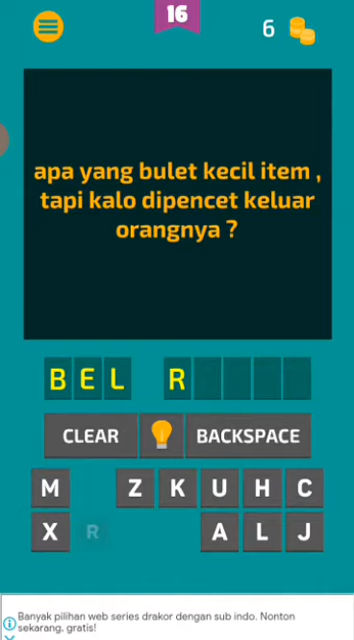 16
6
apa yang bulet kecil item ,
tapi kalo dipencet keluar
orangnya ?
B E L R
CLEAR
BACKSPACE
M Z K U H C
X R A L J
Banyak pilihan web series drakor dengan sub indo. Nonton
sekarang, gratis!